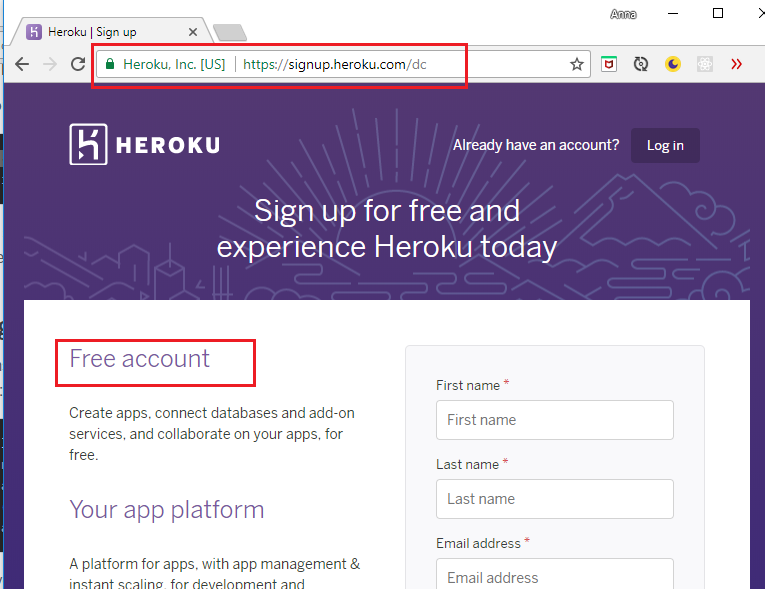 Anna
Heroku | Sign up
Heroku, Inc. [US] https://signup.heroku.com/dc
HEROKU
Already have an account? Log in
Sign up for free and
experience Heroku today
Free account
Create apps, connect databases and add-on
services, and collaborate on your apps, for
free.
Your app platform
A platform for apps, with app management &
instant scaling, for development and
First name *
First name
Last name *
Last name
Email address *
Email address